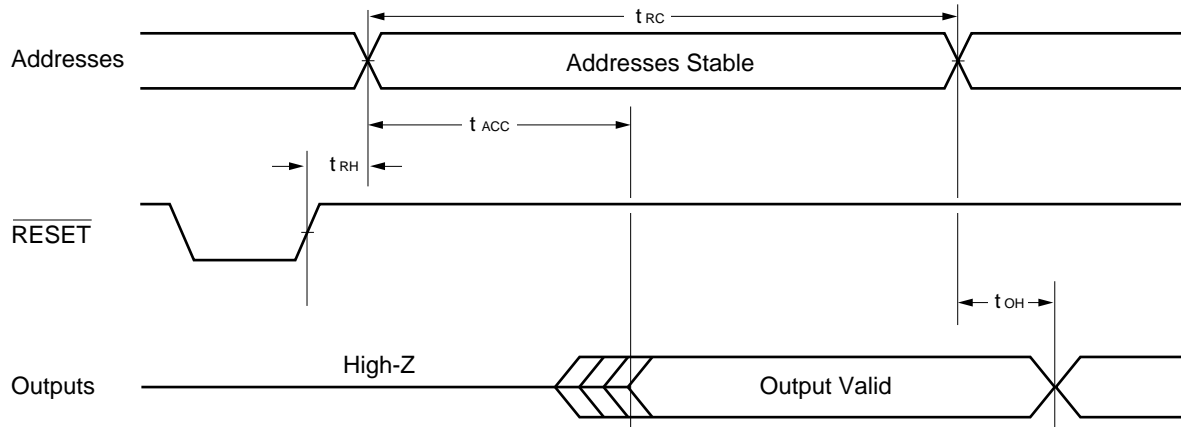 t RC
Addresses
Addresses Stable
t ACC
t RH
RESET
t OH
High-Z
Outputs
Output Valid